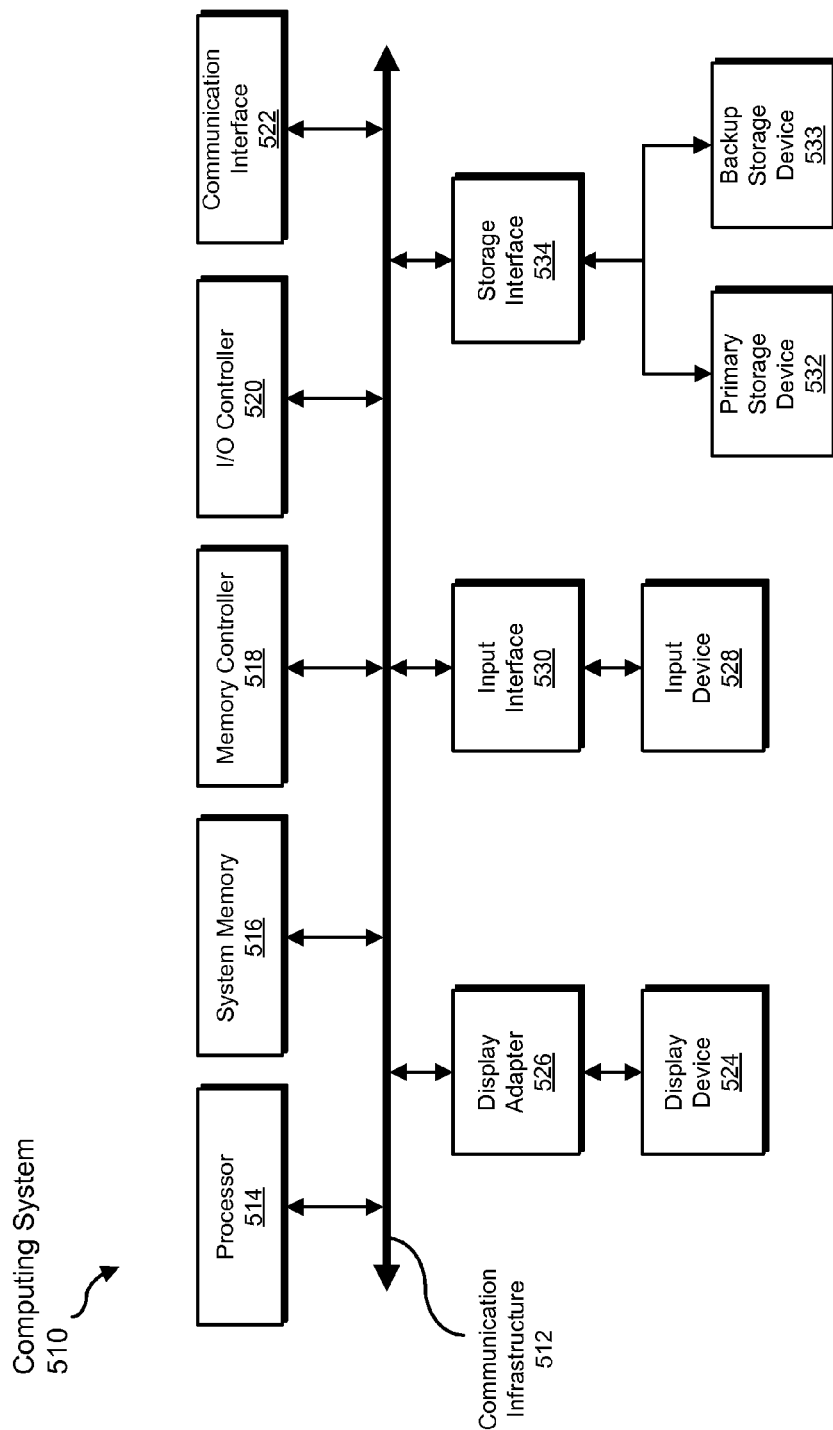 Computing System
510
Processor
514
System Memory
516
Memory Controller
518
I/O Controller
520
Communication
Interface
522
Communication
Infrastructure
512
Display
Adapter
526
Input
Interface
530
Storage
Interface
534
Display
Device
524
Input
Device
528
Primary
Storage
Device
532
Backup
Storage
Device
533